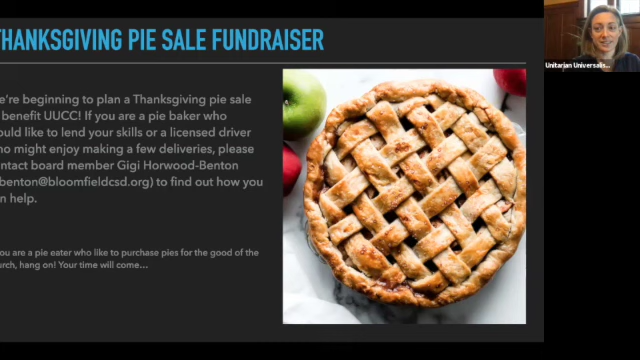 THANKSGIVING PIE SALE FUNDRAISER
Unitarian Universalis...
e're beginning to plan a Thanksgiving pie sale
benefit UUCC! If you are a pie baker who
ould like to lend your skills or a licensed driver
ho might enjoy making a few deliveries, please
ontact board member Gigi Horwood-Benton
benton@bloomfieldcsd.org) to find out how you
n help.
ou are a pie eater who like to purchase pies for the good of the
urch, hang on! Your time will come...